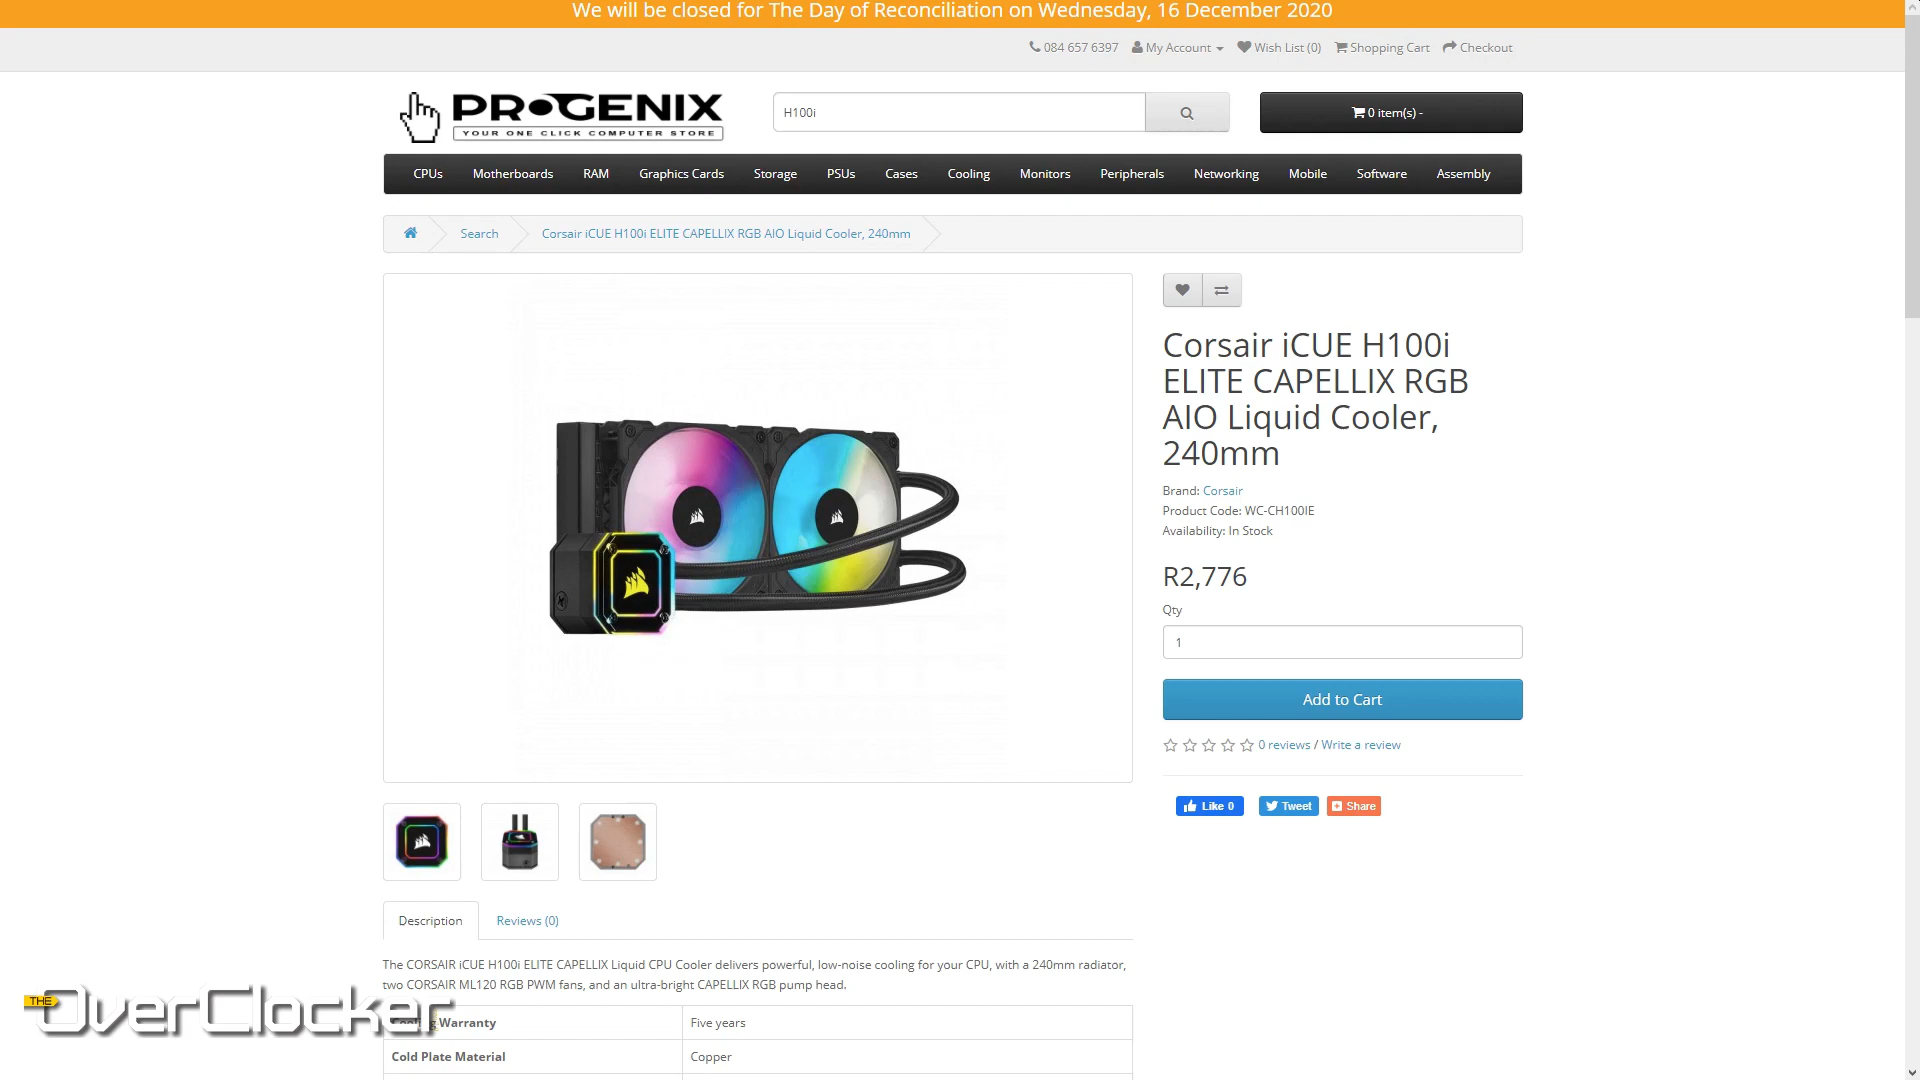 We will be closed for The Day of Reconciliation on Wednesday, 16 December 2020
084 657 6397 My Account Wish List (0) Shopping Cart Checkout
PROGENIX
YOUR ONE CLICK COMPUTER STORE
H100i
0 item(s) -
CPUs Motherboards RAM Graphics Cards Storage PSUs Cases Cooling Monitors Peripherals Networking Mobile Software Assembly
Search Corsair iCUE H100i ELITE CAPELLIX RGB AIO Liquid Cooler, 240mm
Corsair iCUE H100i
ELITE CAPELLIX RGB
AIO Liquid Cooler,
240mm
Brand: Corsair
Product Code: WC-CH100IE
Availability: In Stock
R2,776
Qty
1
Add to Cart
0 reviews / Write a review
Like 0 Tweet Share
Description Reviews (0)
The CORSAIR iCUE H100i ELITE CAPELLIX Liquid CPU Cooler delivers powerful, low-noise cooling for your CPU, with a 240mm radiator,
two CORSAIR ML120 RGB PWM fans, and an ultra-bright CAPELLIX RGB pump head.
THE OverClocker
Cooling Warranty Five years
Cold Plate Material Copper